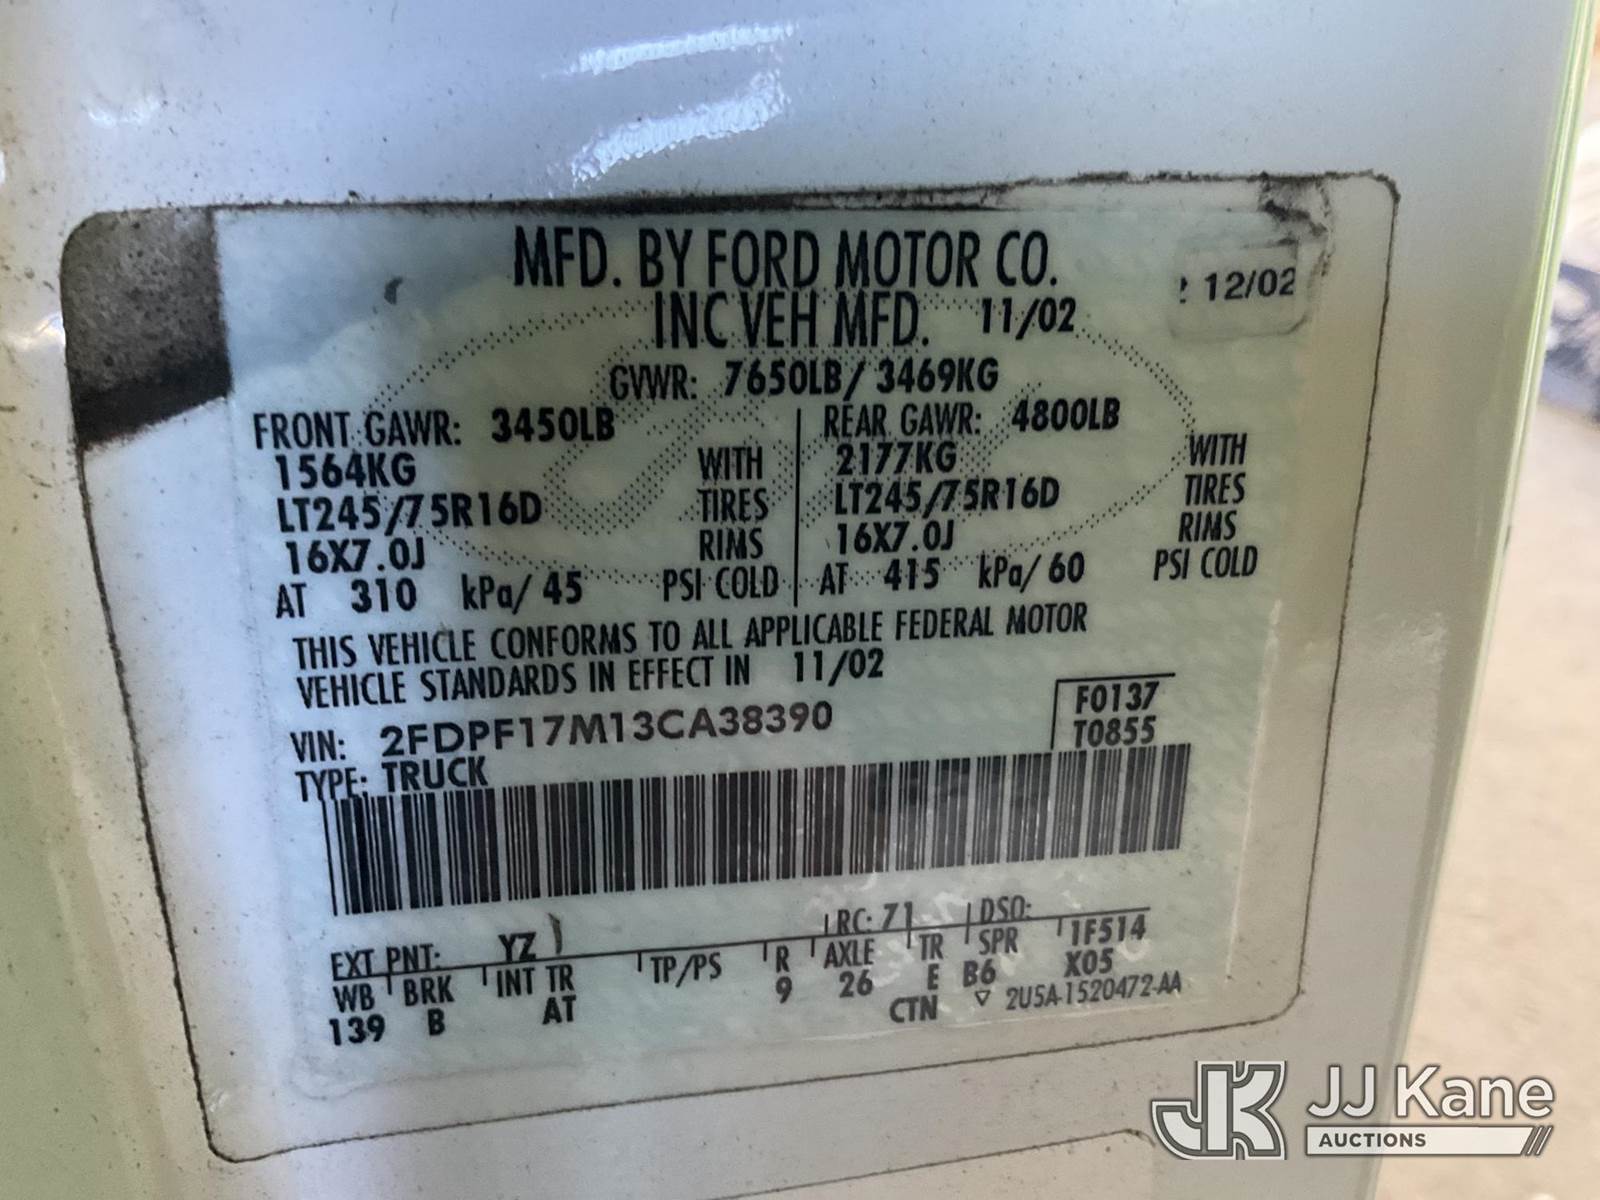 MFD. BY FORD MOTOR CO.
12/02
INC VEH MFD. 11/02
GVWR: 7650LB/ 3469KG
FRONT GAWR: 3450LB REAR GAWR: 4800LB
1564KG WITH 2177KG WITH
LT245/75R16D TIRES LT245/75R16D TIRES
16X7.0J RIMS 16X7.0J RIMS
AT 310 kPa/ 45 PSI COLD AT 415 kPa/ 60 PSI COLD
THIS VEHICLE CONFORMS TO ALL APPLICABLE FEDERAL MOTOR
VEHICLE STANDARDS IN EFFECT IN 11/02
VIN: 2FDPF17M13CA38390 F0137
TYPE: TRUCK T0855
EXT PNT: YZ RC: 71 DSO:
WB BRK INT TR TP/PS R AXLE TR SPR 1F514
139 B AT 9 26 E B6 X05
CTN 2U5A-1520472-AA
JK JJ Kane
AUCTIONS